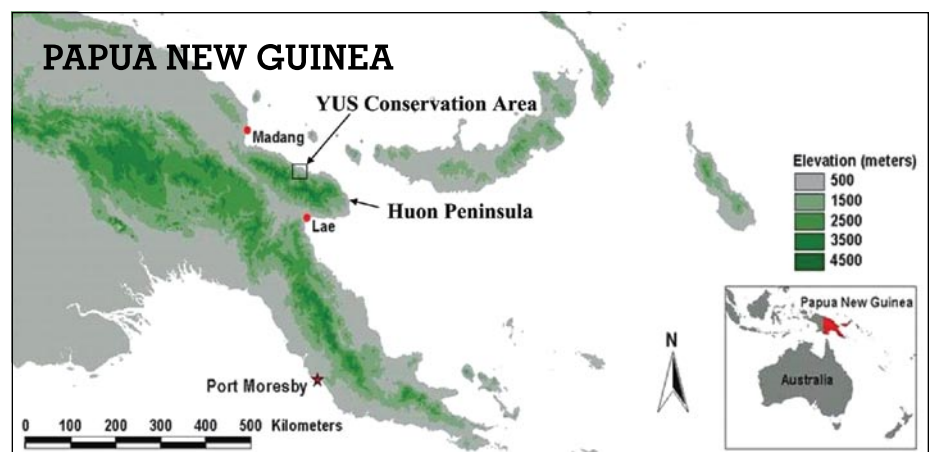 PAPUA NEW GUINEA
YUS Conservation Area
Madang
Huon Peninsula
Lae
Elevation (meters)
500
1500
2500
3500
4500
Papua New Guinea
Australia
N
Port Moresby
0 100 200 300 400 500 Kilometers